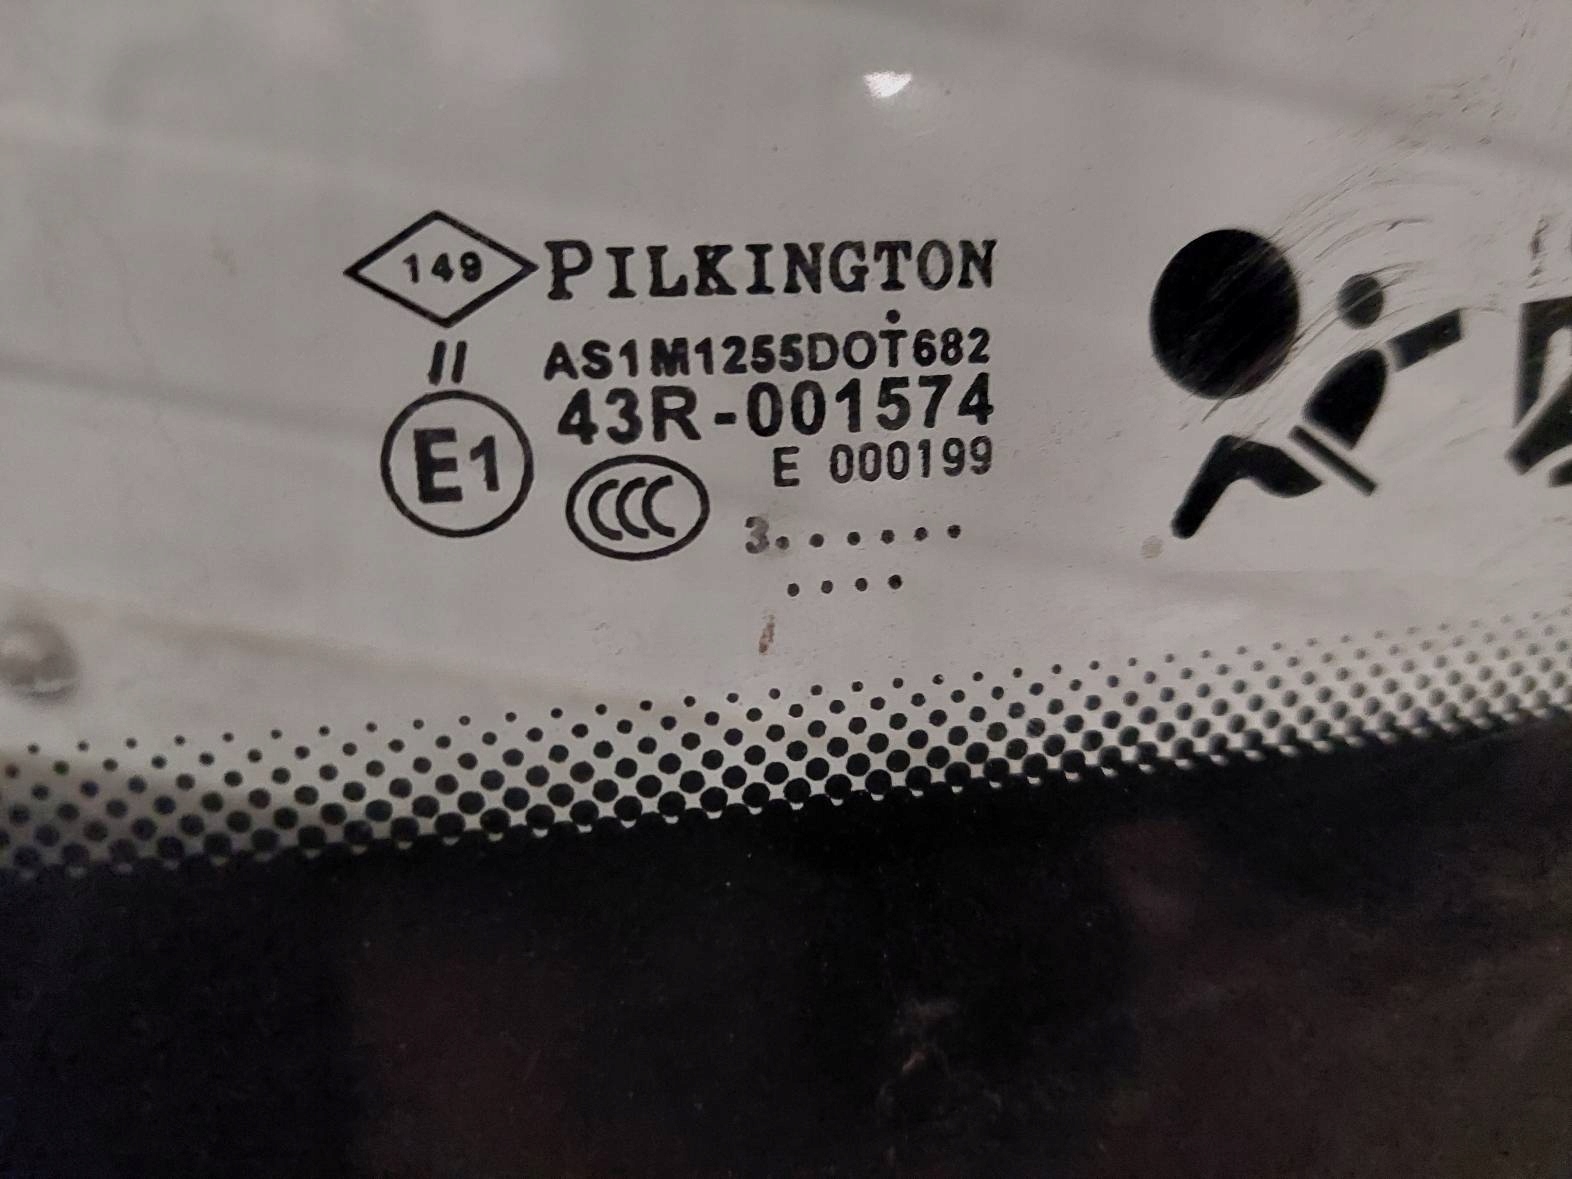 149 PILKINGTON
II AS1M1255DOT682
E1 43R-001574
CCC E 000199
3. . . . . .
. . . .